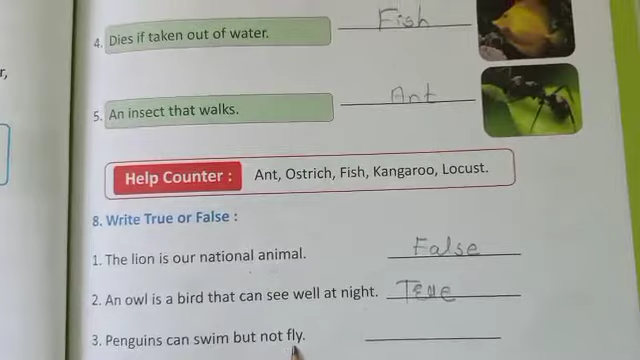 4. Dies if taken out of water. Fish
5. An insect that walks. Ant
Help Counter : Ant, Ostrich, Fish, Kangaroo, Locust.
8. Write True or False :
1. The lion is our national animal. False
2. An owl is a bird that can see well at night. True
3. Penguins can swim but not fly.